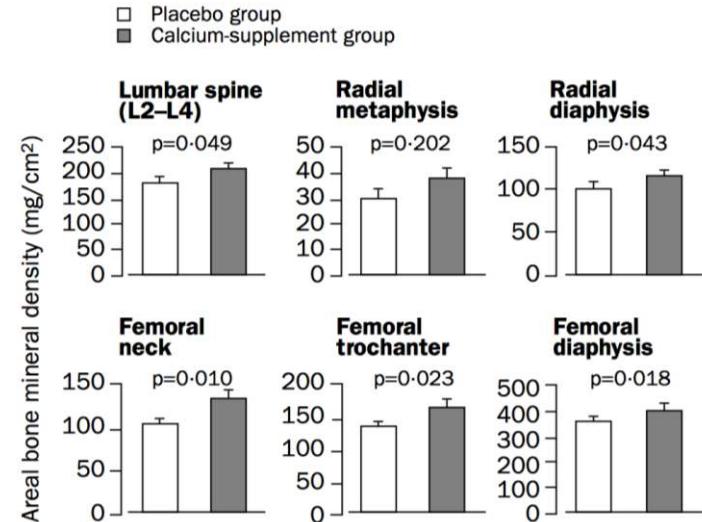 Placebo group
Calcium-supplement group
Areal bone mineral density (mg/cm²)
Lumbar spine
(L2–L4)
p=0·049
250
200
150
100
50
0
Radial
metaphysis
p=0·202
50
40
30
20
10
0
Radial
diaphysis
p=0·043
150
100
50
0
Femoral
neck
p=0·010
150
100
50
0
Femoral
trochanter
p=0·023
200
150
100
50
0
Femoral
diaphysis
p=0·018
500
400
300
200
100
0